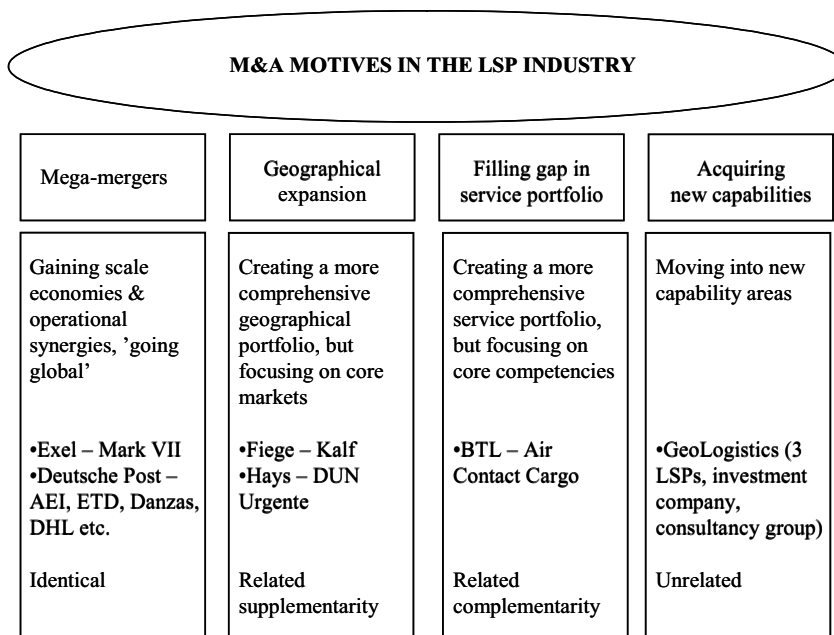 M&A MOTIVES IN THE LSP INDUSTRY
Mega-mergers
Geographical
expansion
Filling gap in
service portfolio
Acquiring
new capabilities
Gaining scale
economies &
operational
synergies, ’going
global’
•Exel – Mark VII
•Deutsche Post –
AEI, ETD, Danzas,
DHL etc.
Identical
Creating a more
comprehensive
geographical
portfolio, but
focusing on core
markets
•Fiege – Kalf
•Hays – DUN
Urgente
Related
supplementarity
Creating a more
comprehensive
service portfolio,
but focusing on
core competencies
•BTL – Air
Contact Cargo
Related
complementarity
Moving into new
capability areas
•GeoLogistics (3
LSPs, investment
company,
consultancy group)
Unrelated